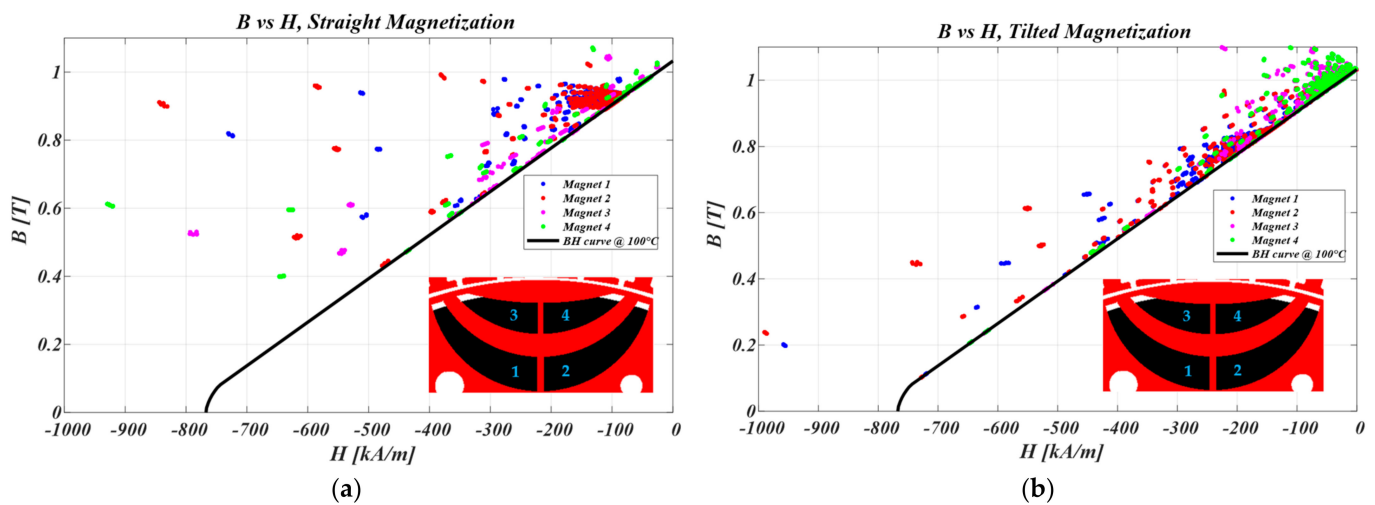 B vs H, Straight Magnetization
B [T]
1
0.8
0.6
0.4
0.2
0
Magnet 1
Magnet 2
Magnet 3
Magnet 4
BH curve @ 100°C
3 4
1 2
-1000 -900 -800 -700 -600 -500 -400 -300 -200 -100 0
H [kA/m]
(a)
B vs H, Tilted Magnetization
B [T]
1
0.8
0.6
0.4
0.2
0
Magnet 1
Magnet 2
Magnet 3
Magnet 4
BH curve @ 100°C
3 4
1 2
-1000 -900 -800 -700 -600 -500 -400 -300 -200 -100 0
H [kA/m]
(b)